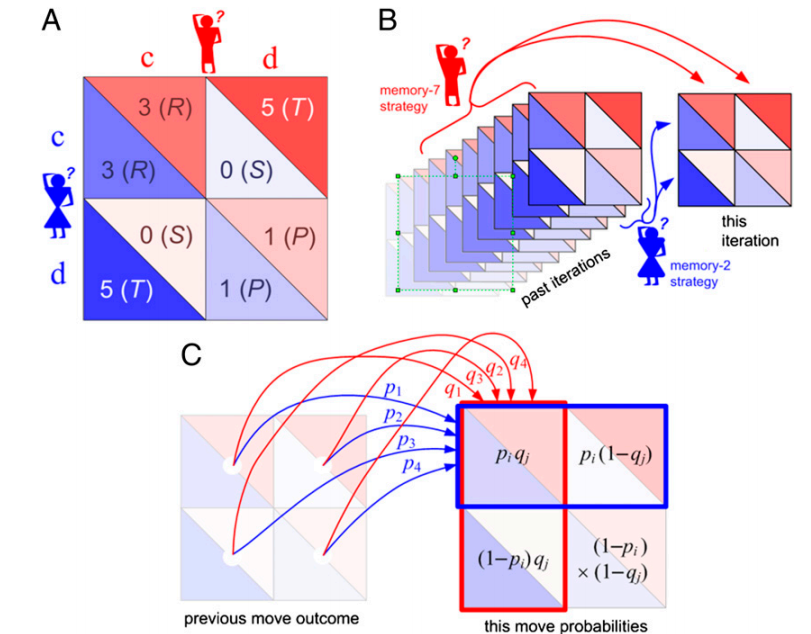 A
?
c
d
c
3 (R)
5 (T)
3 (R)
0 (S)
?
d
0 (S)
1 (P)
5 (T)
1 (P)
B
?
memory-7
strategy
past iterations
this
iteration
?
memory-2
strategy
C
q1 q3 q2 q4
p1
p2
p3
p4
pi qj
pi (1−qj)
(1−pi) qj
(1−pi)
× (1−qj)
previous move outcome
this move probabilities